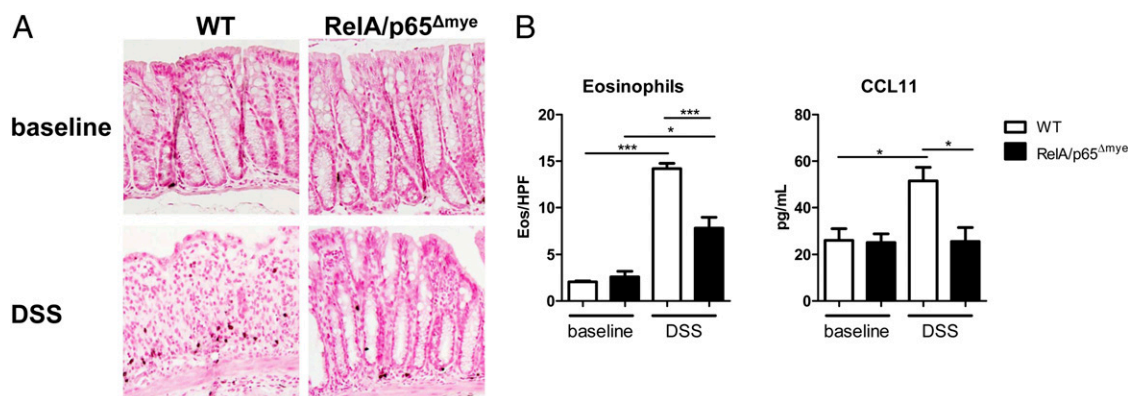 A
WT
RelA/p65Δmye
baseline
DSS
B
Eosinophils
Eos/HPF
20
15
10
5
0
***
*
***
baseline
DSS
CCL11
pg/mL
80
60
40
20
0
*
*
baseline
DSS
WT
RelA/p65Δmye